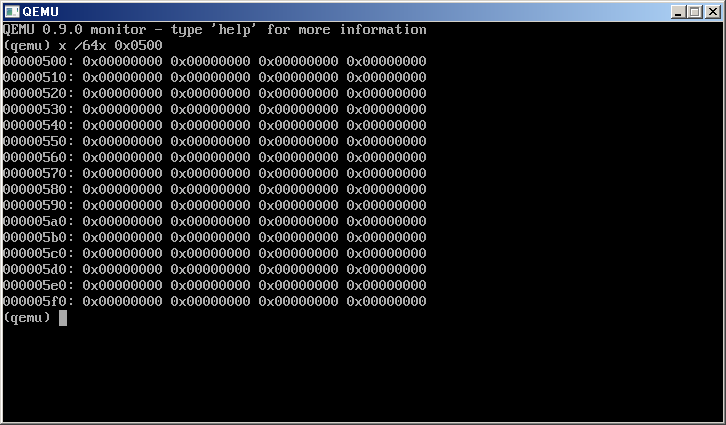 QEMU
QEMU 0.9.0 monitor - type 'help' for more information
(qemu) x /64x 0x0500
00000500: 0x00000000 0x00000000 0x00000000 0x00000000
00000510: 0x00000000 0x00000000 0x00000000 0x00000000
00000520: 0x00000000 0x00000000 0x00000000 0x00000000
00000530: 0x00000000 0x00000000 0x00000000 0x00000000
00000540: 0x00000000 0x00000000 0x00000000 0x00000000
00000550: 0x00000000 0x00000000 0x00000000 0x00000000
00000560: 0x00000000 0x00000000 0x00000000 0x00000000
00000570: 0x00000000 0x00000000 0x00000000 0x00000000
00000580: 0x00000000 0x00000000 0x00000000 0x00000000
00000590: 0x00000000 0x00000000 0x00000000 0x00000000
000005a0: 0x00000000 0x00000000 0x00000000 0x00000000
000005b0: 0x00000000 0x00000000 0x00000000 0x00000000
000005c0: 0x00000000 0x00000000 0x00000000 0x00000000
000005d0: 0x00000000 0x00000000 0x00000000 0x00000000
000005e0: 0x00000000 0x00000000 0x00000000 0x00000000
000005f0: 0x00000000 0x00000000 0x00000000 0x00000000
(qemu)